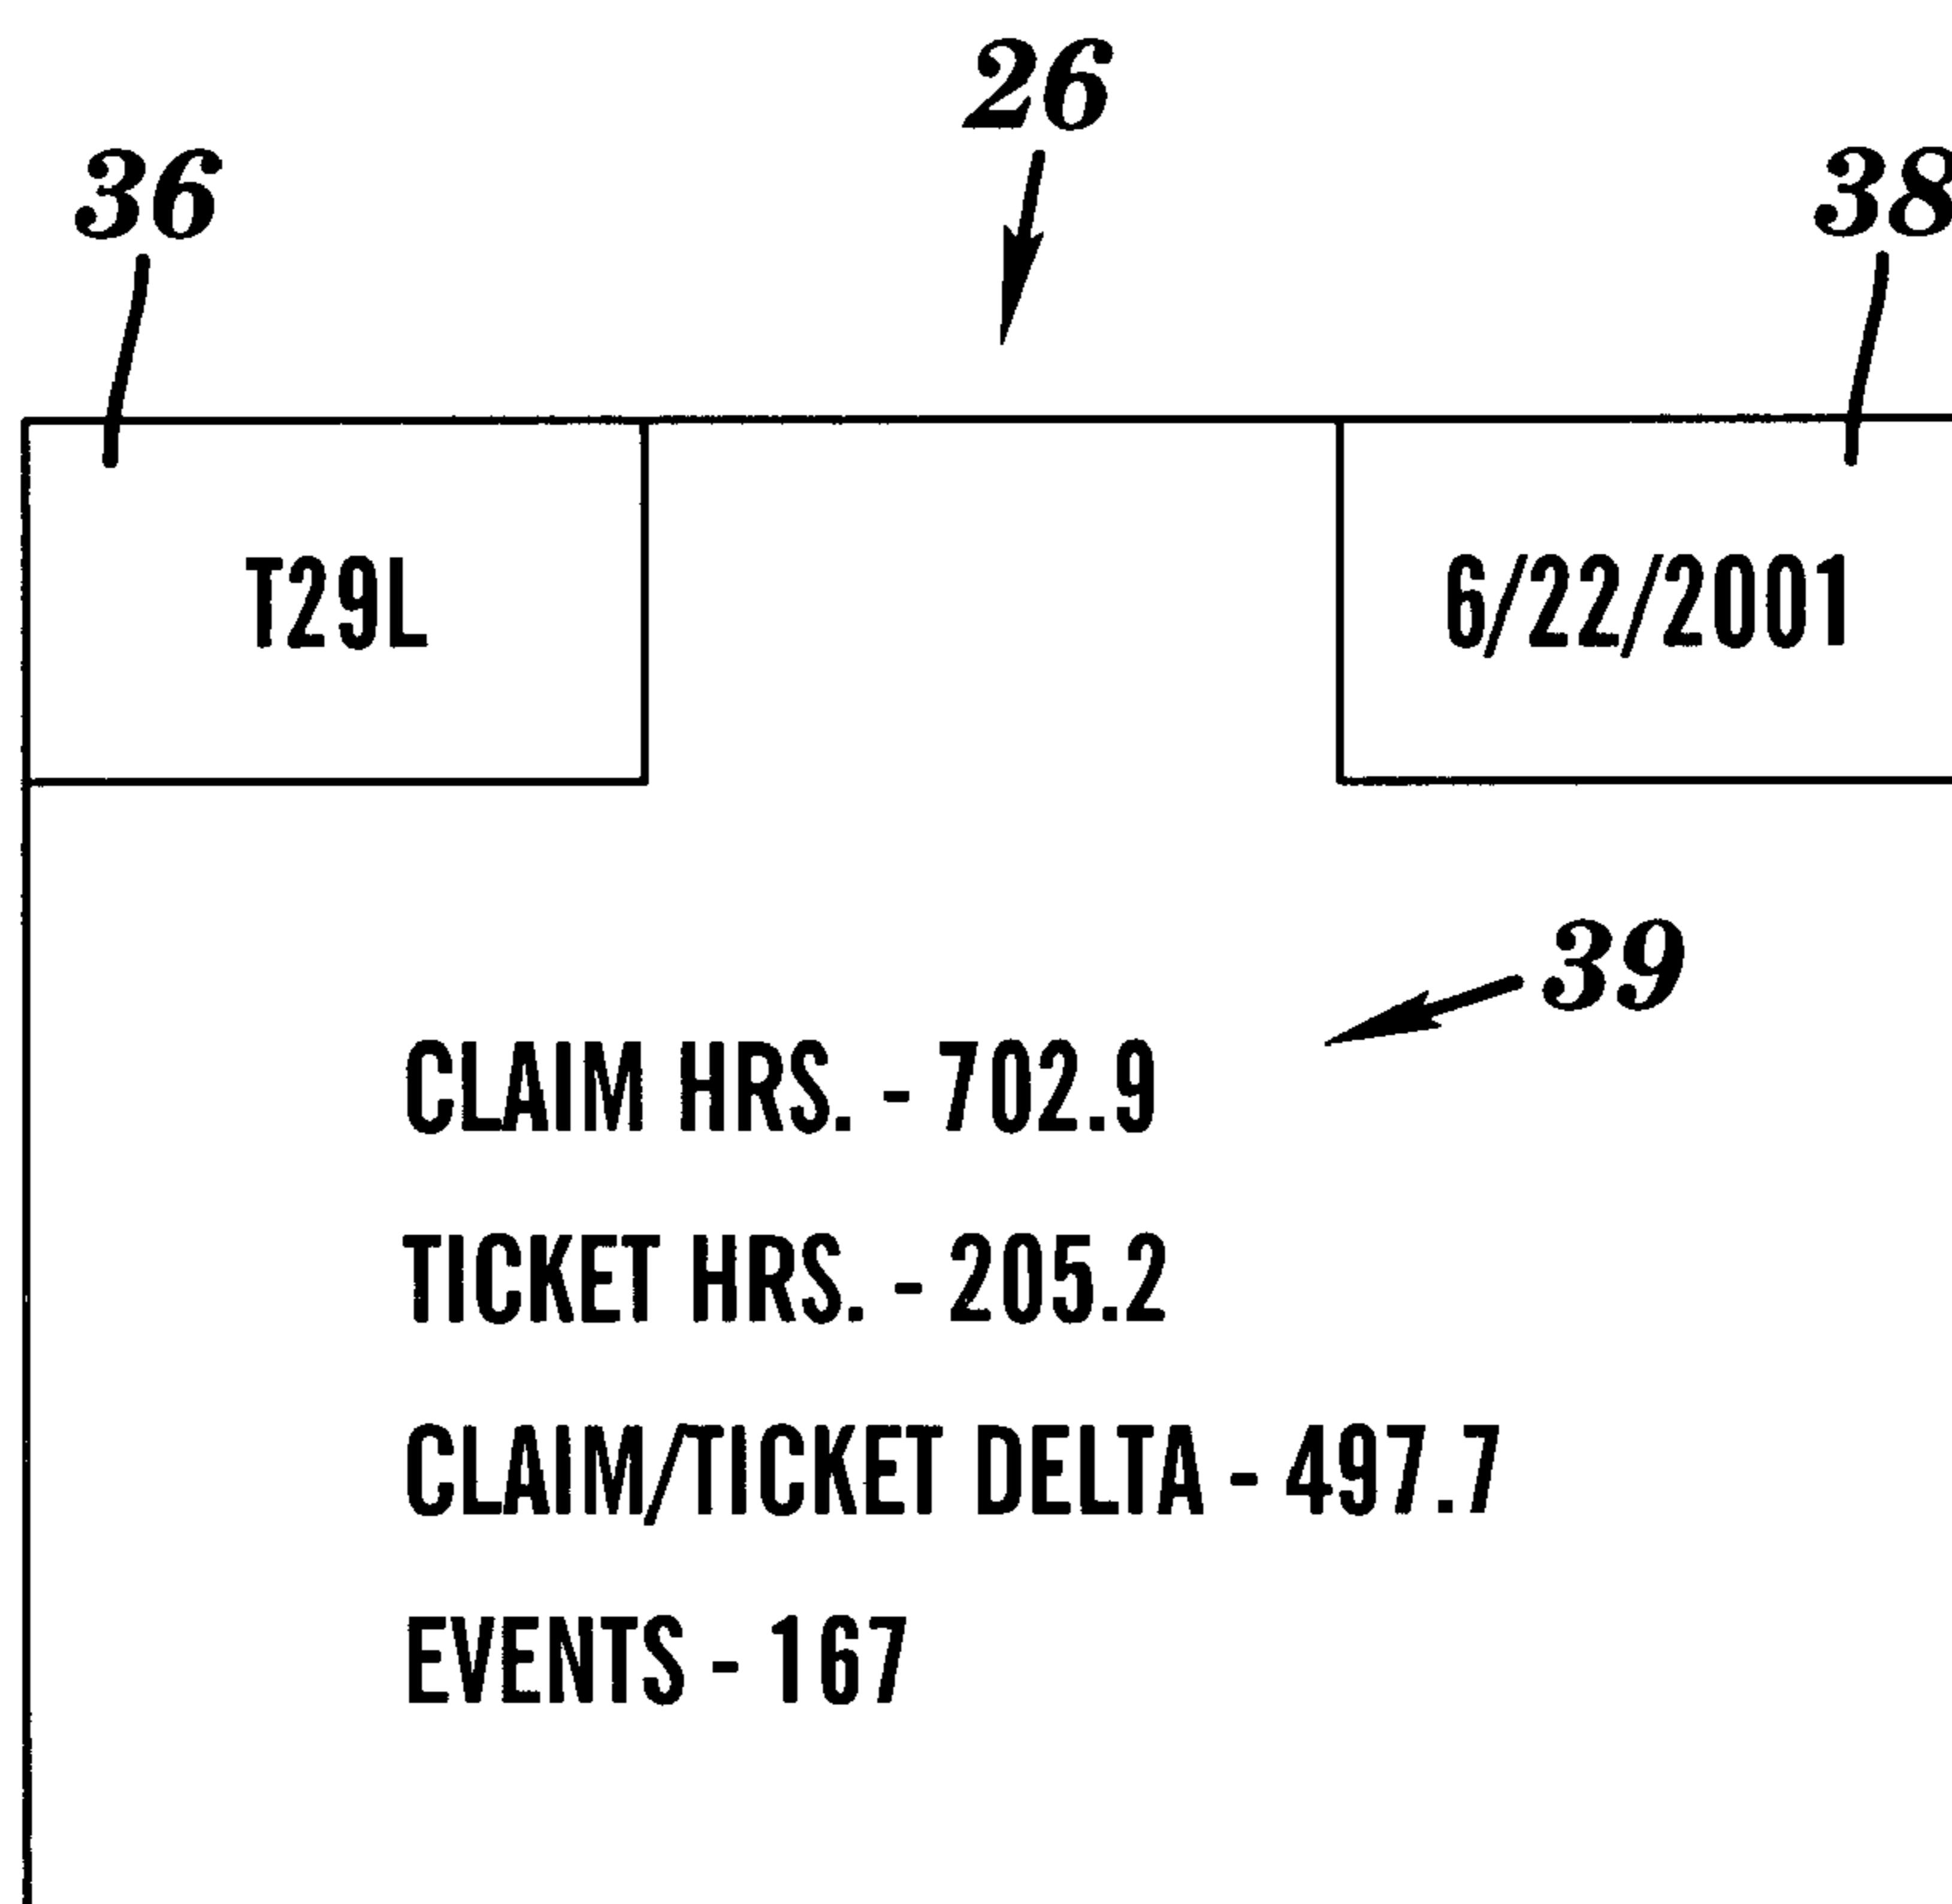 26
36
38
T29L
6/22/2001
39
CLAIM HRS. - 702.9
TICKET HRS. - 205.2
CLAIM/TICKET DELTA - 497.7
EVENTS - 167